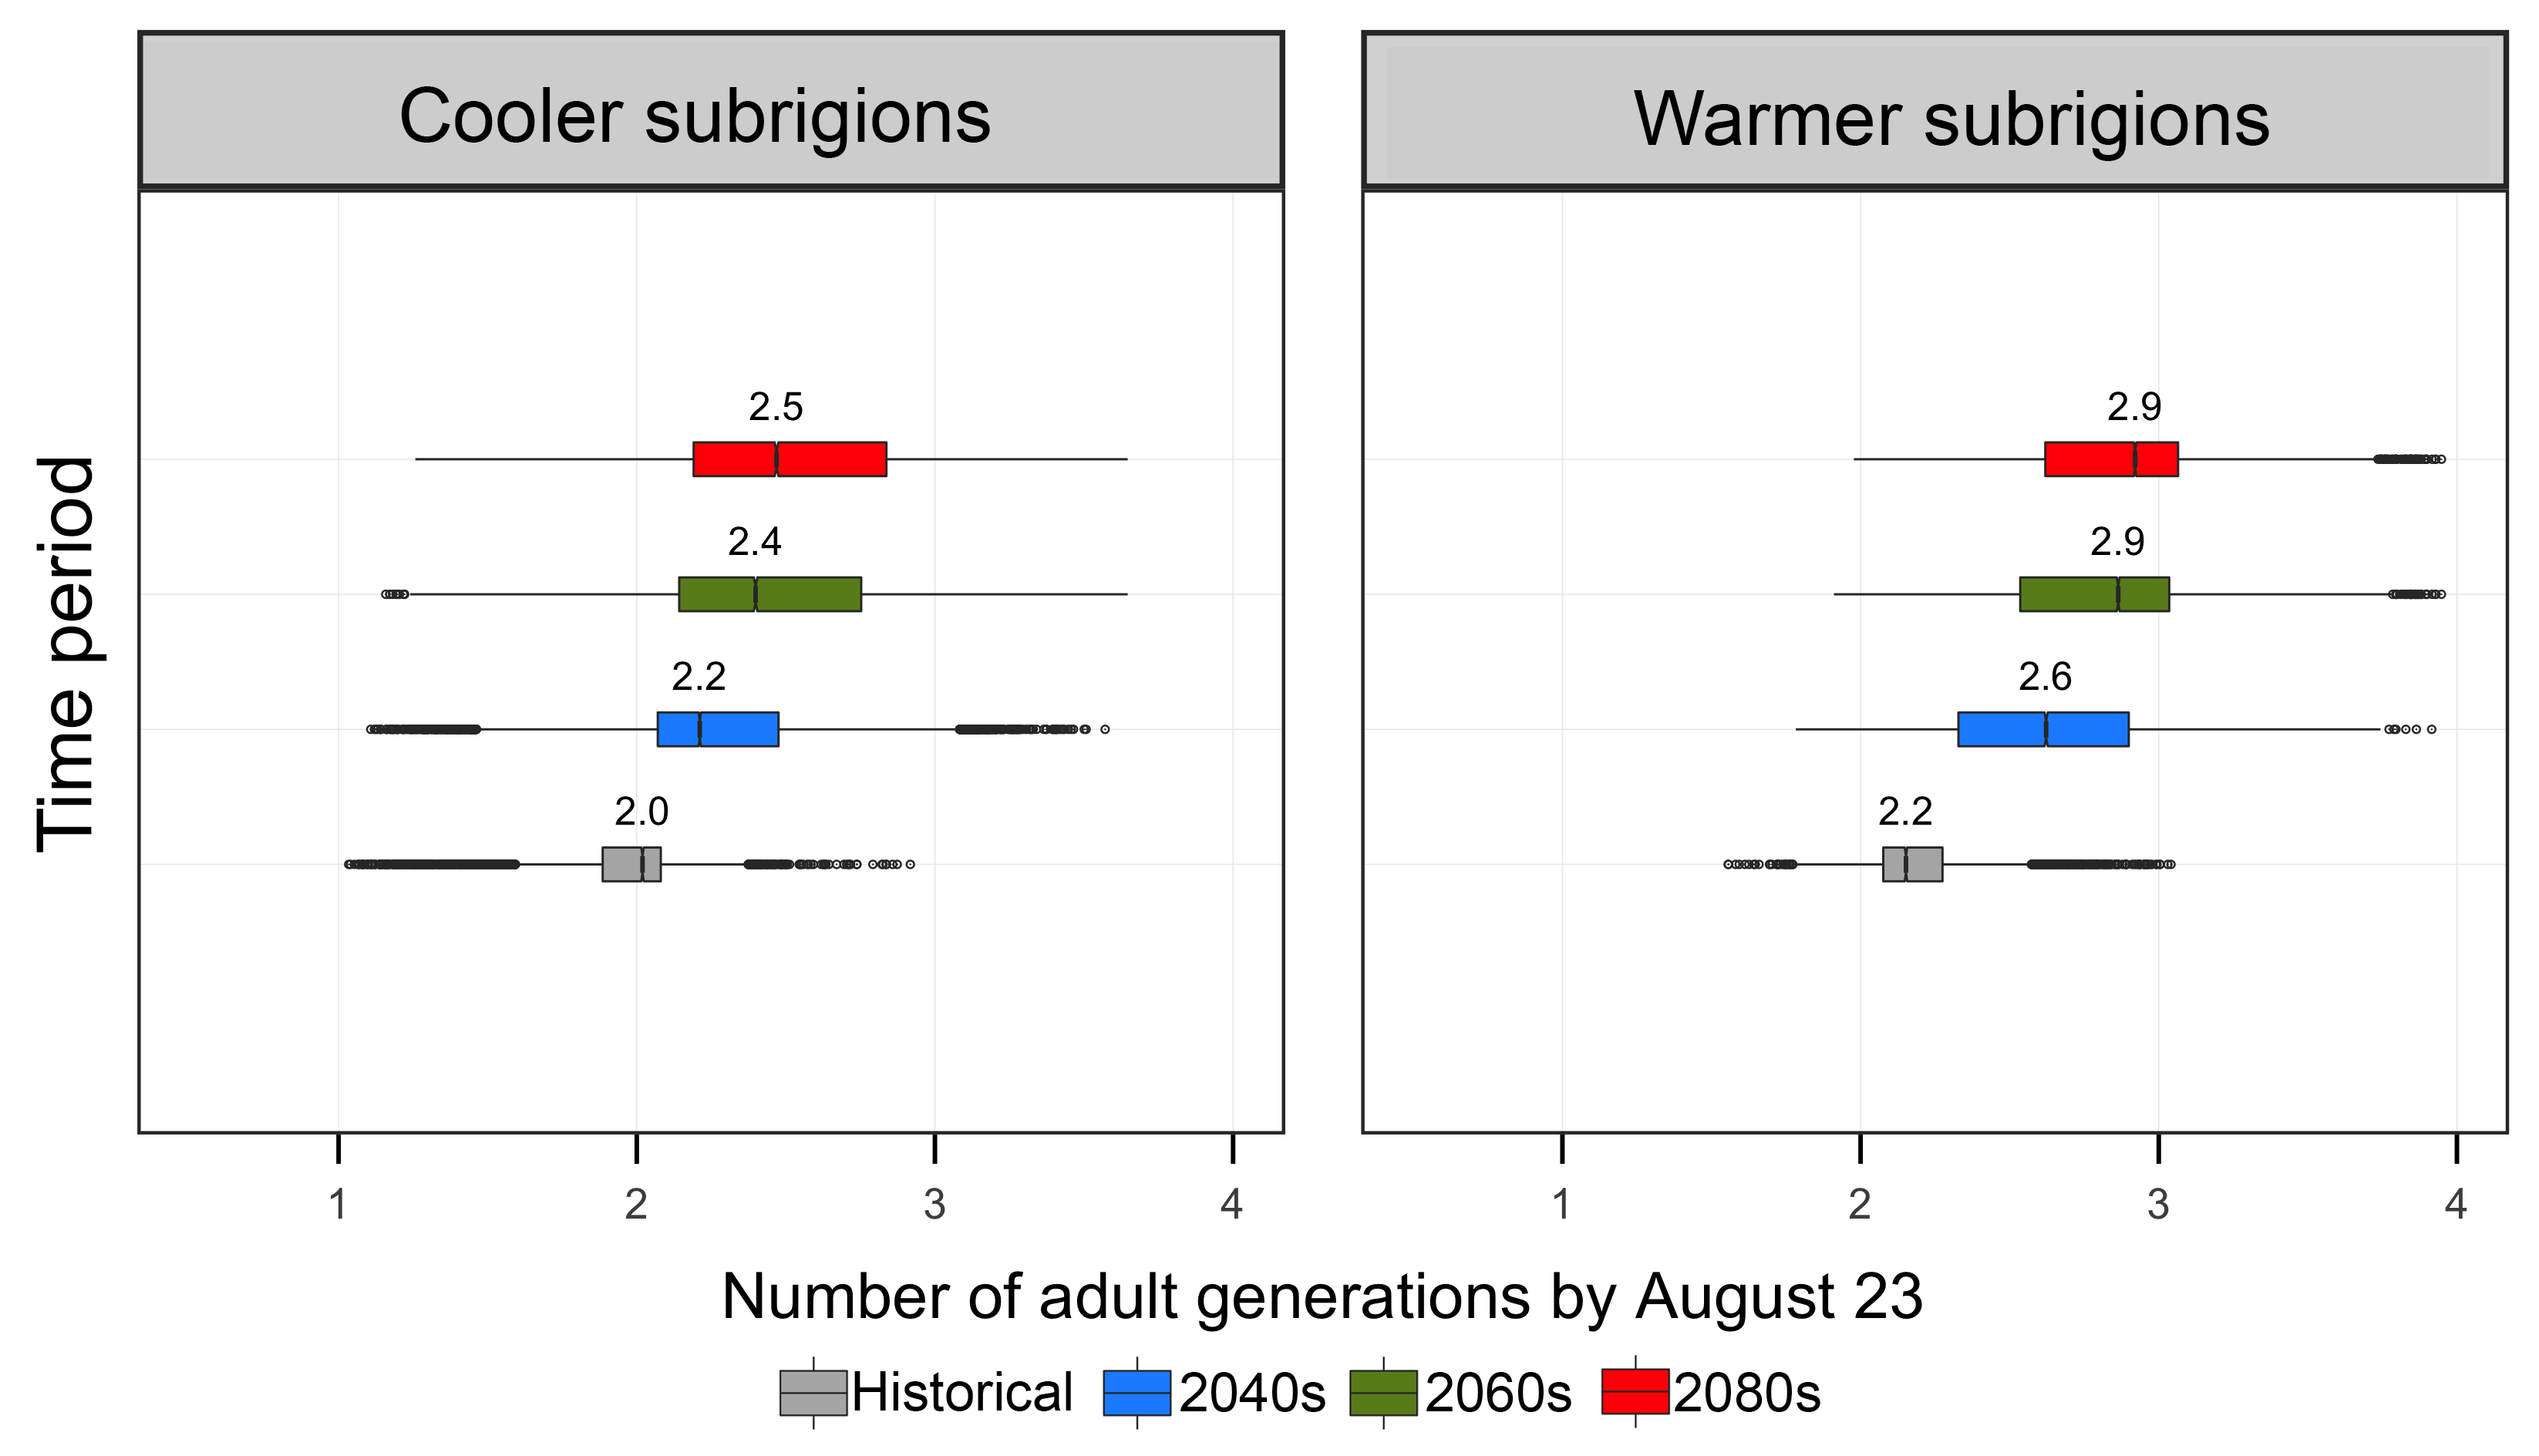 Cooler subrigions
Warmer subrigions
Time period
2.5
2.4
2.2
2.0
2.9
2.9
2.6
2.2
1 2 3 4
1 2 3 4
Number of adult generations by August 23
Historical 2040s 2060s 2080s